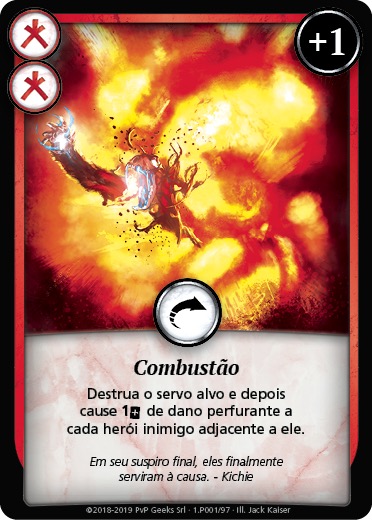 +1
Combustão
Destrua o servo alvo e depois
cause 1 de dano perfurante a
cada herói inimigo adjacente a ele.
Em seu suspiro final, eles finalmente
serviram à causa. - Kichie
©2018-2019 PvP Geeks Srl · 1.P001/97 · Ill. Jack Kaiser